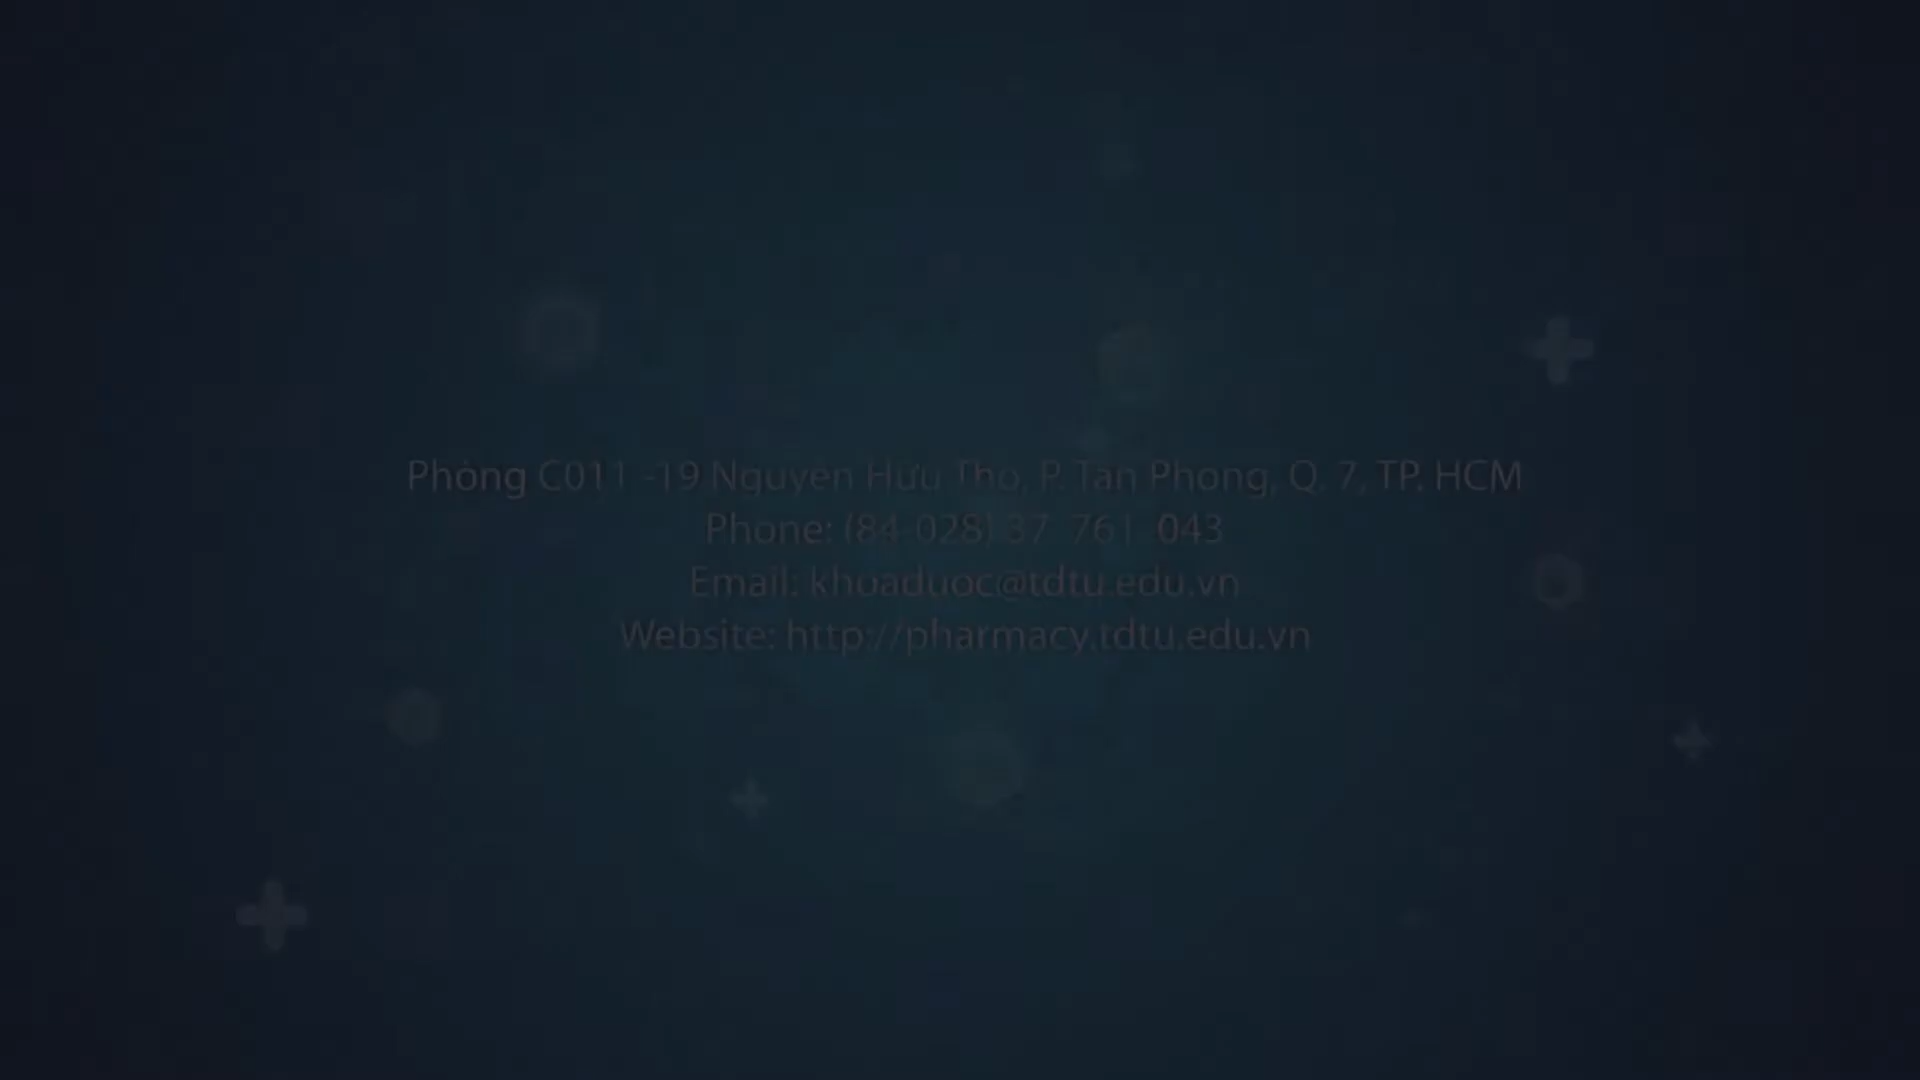 Phòng C011 -19 Nguyễn Hữu Thọ, P. Tân Phong, Q. 7, TP. HCM
Phone: (84-028) 37 761 043
Email: khoaduoc@tdtu.edu.vn
Website: http://pharmacy.tdtu.edu.vn